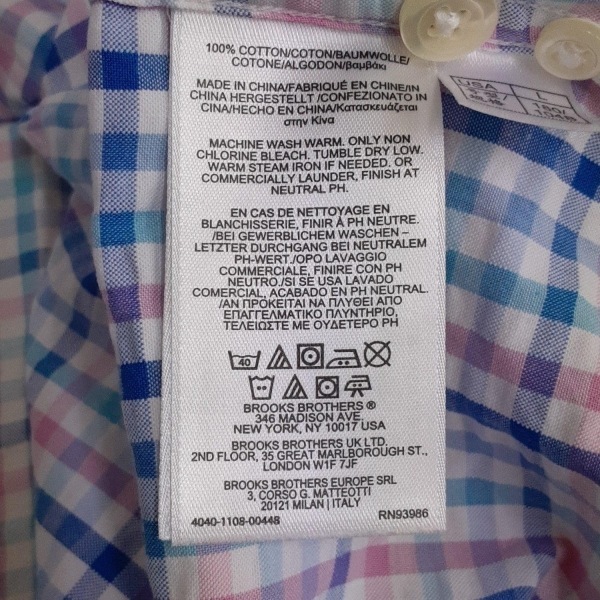 100% COTTON/COTON/BAUMWOLLE/
COTONE/ALGODON/βαμβάκι
MADE IN CHINA/FABRIQUÉ EN CHINE/IN
CHINA HERGESTELLT /CONFEZIONATO IN
CINA/HECHO EN CHINA/Κατασκευάζεται
στην Κίνα
MACHINE WASH WARM. ONLY NON
CHLORINE BLEACH. TUMBLE DRY LOW.
WARM STEAM IRON IF NEEDED. OR
COMMERCIALLY LAUNDER, FINISH AT
NEUTRAL PH.
EN CAS DE NETTOYAGE EN
BLANCHISSERIE, FINIR À PH NEUTRE.
/BEI GEWERBLICHEM WASCHEN –
LETZTER DURCHGANG BEI NEUTRALEM
PH-WERT./OPO LAVAGGIO
COMMERCIALE, FINIRE CON PH
NEUTRO./SI SE USA LAVADO
COMERCIAL, ACABADO EN PH NEUTRO.
/ΑΝ ΠΡΟΚΕΙΤΑΙ ΝΑ ΠΛΥΘΕΙ ΑΠΟ
ΕΠΑΓΓΕΛΜΑΤΙΚΟ ΠΛΥΝΤΗΡΙΟ,
ΤΕΛΕΙΩΣΤΕ ΜΕ ΟΥΔΕΤΕΡΟ PH
40
BROOKS BROTHERS ®
346 MADISON AVE.
NEW YORK, NY 10017 USA
BROOKS BROTHERS UK LTD.
2ND FLOOR, 35 GREAT MARLBOROUGH ST.,
LONDON W1F 7JF
BROOKS BROTHERS EUROPE SRL
3, CORSO G. MATTEOTTI
20121 MILAN | ITALY
4040-1108-00448 RN93986
USA L
180/